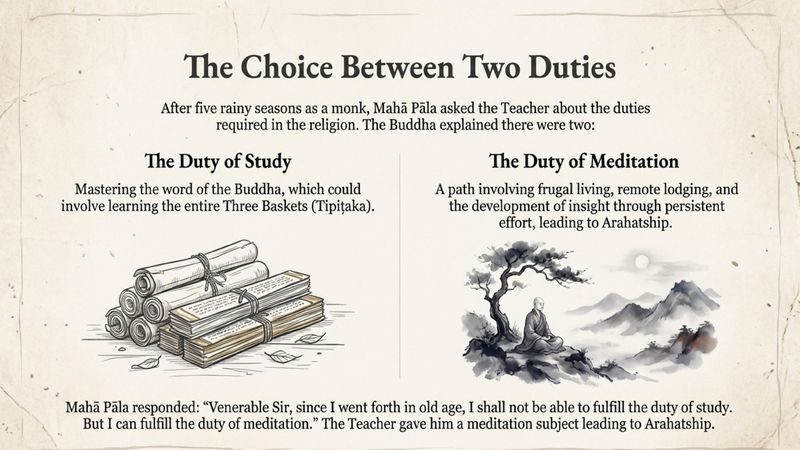 The Choice Between Two Duties
After five rainy seasons as a monk, Mahā Pāla asked the Teacher about the duties
required in the religion. The Buddha explained there were two:
The Duty of Study
Mastering the word of the Buddha, which could
involve learning the entire Three Baskets (Tipiṭaka).
The Duty of Meditation
A path involving frugal living, remote lodging, and
the development of insight through persistent
effort, leading to Arahatship.
Mahā Pāla responded: “Venerable Sir, since I went forth in old age, I shall not be able to fulfill the duty of study.
But I can fulfill the duty of meditation.” The Teacher gave him a meditation subject leading to Arahatship.